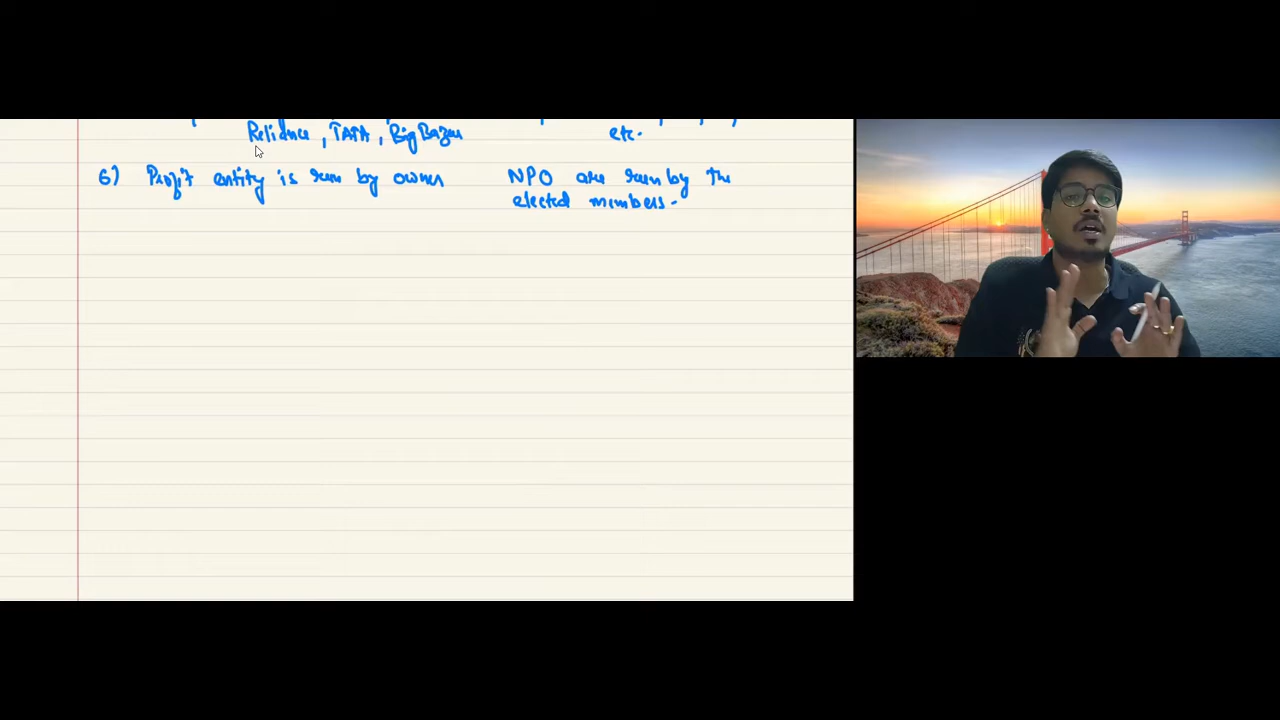 Reliance, TATA, Big Bazar
etc.
6) Profit entity is run by owner
NPO are run by the
elected members.